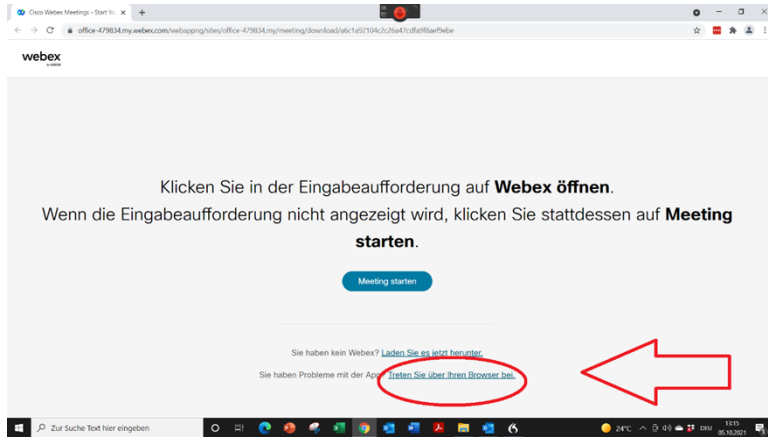 Cisco Webex Meetings - Start Yo
office-479834.my.webex.com/webappng/sites/office-479834.my/meeting/download/a6c1a92104c2c26a47cdfa9f8aef9ebe
webex
by CISCO
Klicken Sie in der Eingabeaufforderung auf Webex öffnen.
Wenn die Eingabeaufforderung nicht angezeigt wird, klicken Sie stattdessen auf Meeting
starten.
Meeting starten
Sie haben kein Webex? Laden Sie es jetzt herunter.
Sie haben Probleme mit der App Treten Sie über Ihren Browser bei.
Zur Suche Text hier eingeben
24°C
DEU
13:15
05.10.2021